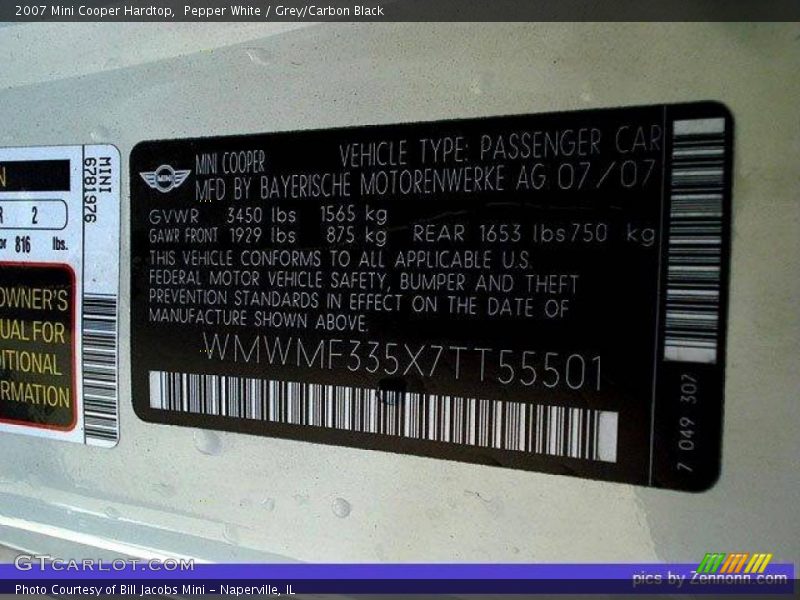 2007 Mini Cooper Hardtop, Pepper White / Grey/Carbon Black
MINI
6781976
2
816 lbs.
OWNER'S
FOR
MINI
MINI COOPER VEHICLE TYPE: PASSENGER CAR
MFD BY BAYERISCHE MOTORENWERKE AG 07/07
GVWR 3450 lbs 1565 kg
GAWR FRONT 1929 lbs 875 kg REAR 1653 lbs 750 kg
THIS VEHICLE CONFORMS TO ALL APPLICABLE U.S.
FEDERAL MOTOR VEHICLE SAFETY, BUMPER AND THEFT
PREVENTION STANDARDS IN EFFECT ON THE DATE OF
MANUFACTURE SHOWN ABOVE.
WMWMF335X7TT55501
7 049 307
GTcarlot.com
Photo Courtesy of Bill Jacobs Mini - Naperville, IL
pics by Zennonn.com